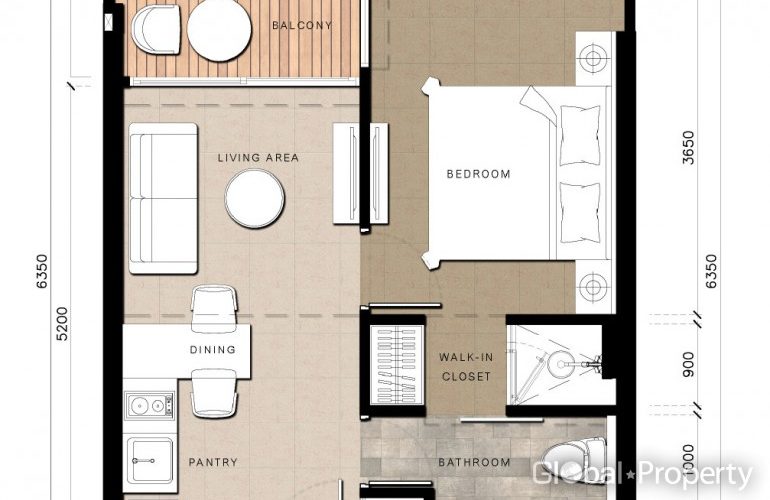 BALCONY
LIVING AREA
BEDROOM
3650
6350
5200
6350
DINING
WALK-IN
CLOSET
900
PANTRY
BATHROOM
Global Property